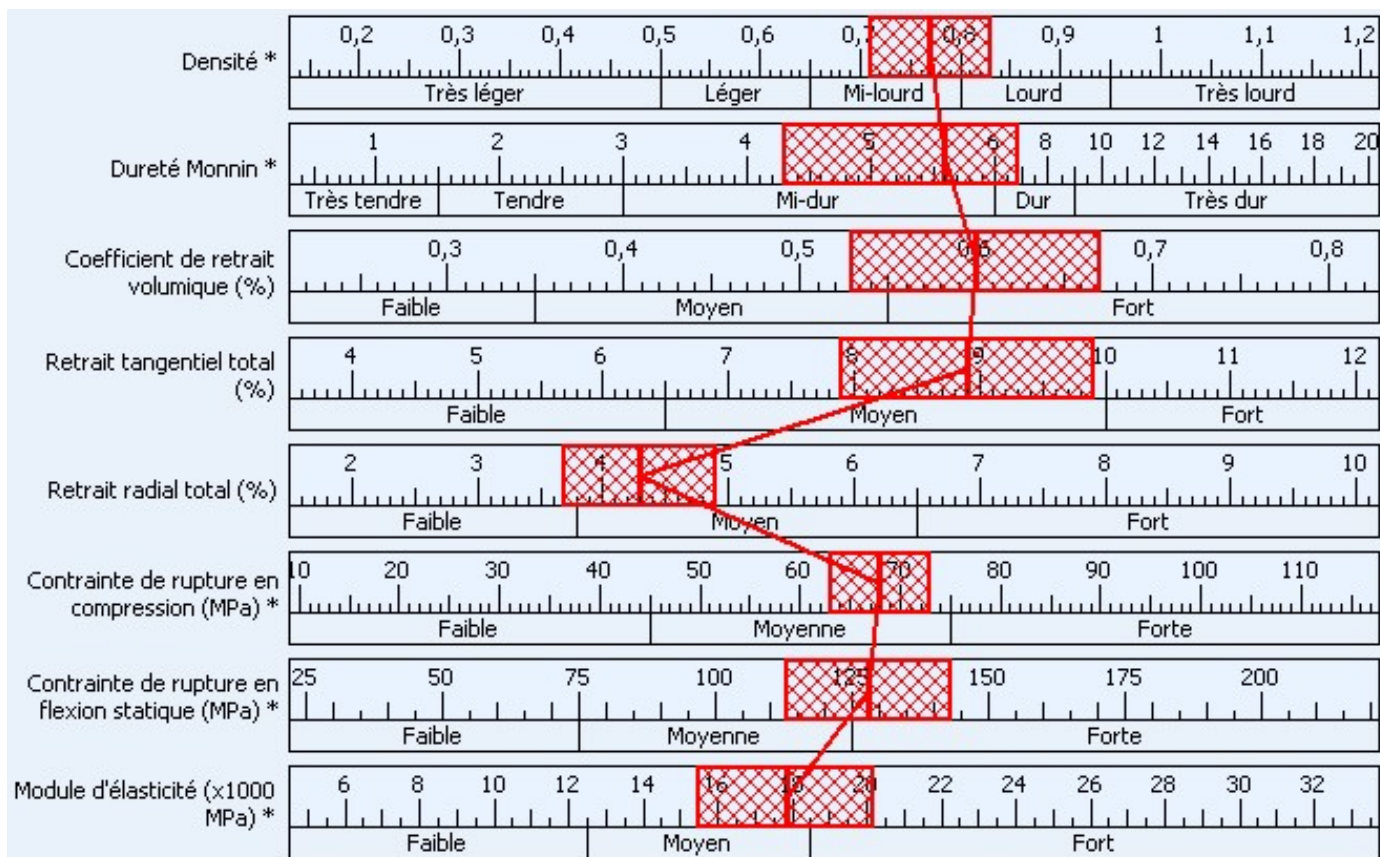 0,2 0,3 0,4 0,5 0,6 0,7 0,8 0,9 1 1,1 1,2
Densité *
Très léger Léger Mi-lourd Lourd Très lourd
1 2 3 4 5 6 8 10 12 14 16 18 20
Dureté Monnin *
Très tendre Tendre Mi-dur Dur Très dur
Coefficient de retrait
volumique (%)
0,3 0,4 0,5 0,6 0,7 0,8
Faible Moyen Fort
Retrait tangentiel total
(%)
4 5 6 7 8 9 10 11 12
Faible Moyen Fort
2 3 4 5 6 7 8 9 10
Retrait radial total (%)
Faible Moyen Fort
Contrainte de rupture en
compression (MPa) *
10 20 30 40 50 60 70 80 90 100 110
Faible Moyenne Forte
Contrainte de rupture en
flexion statique (MPa) *
25 50 75 100 125 150 175 200
Faible Moyenne Forte
Module d'élasticité (x1000
MPa) *
6 8 10 12 14 16 18 20 22 24 26 28 30 32
Faible Moyen Fort